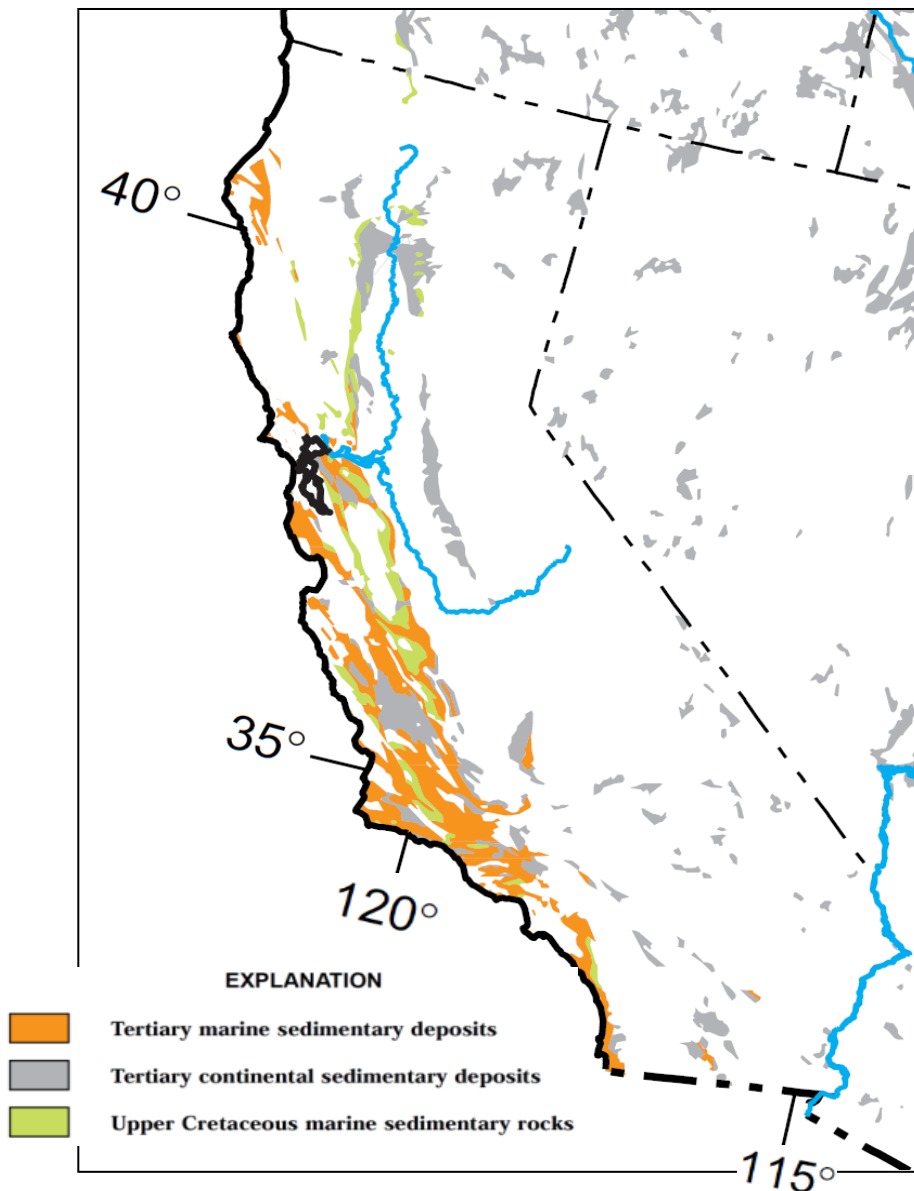 40°
35°
120°
EXPLANATION
Tertiary marine sedimentary deposits
Tertiary continental sedimentary deposits
Upper Cretaceous marine sedimentary rocks
115°